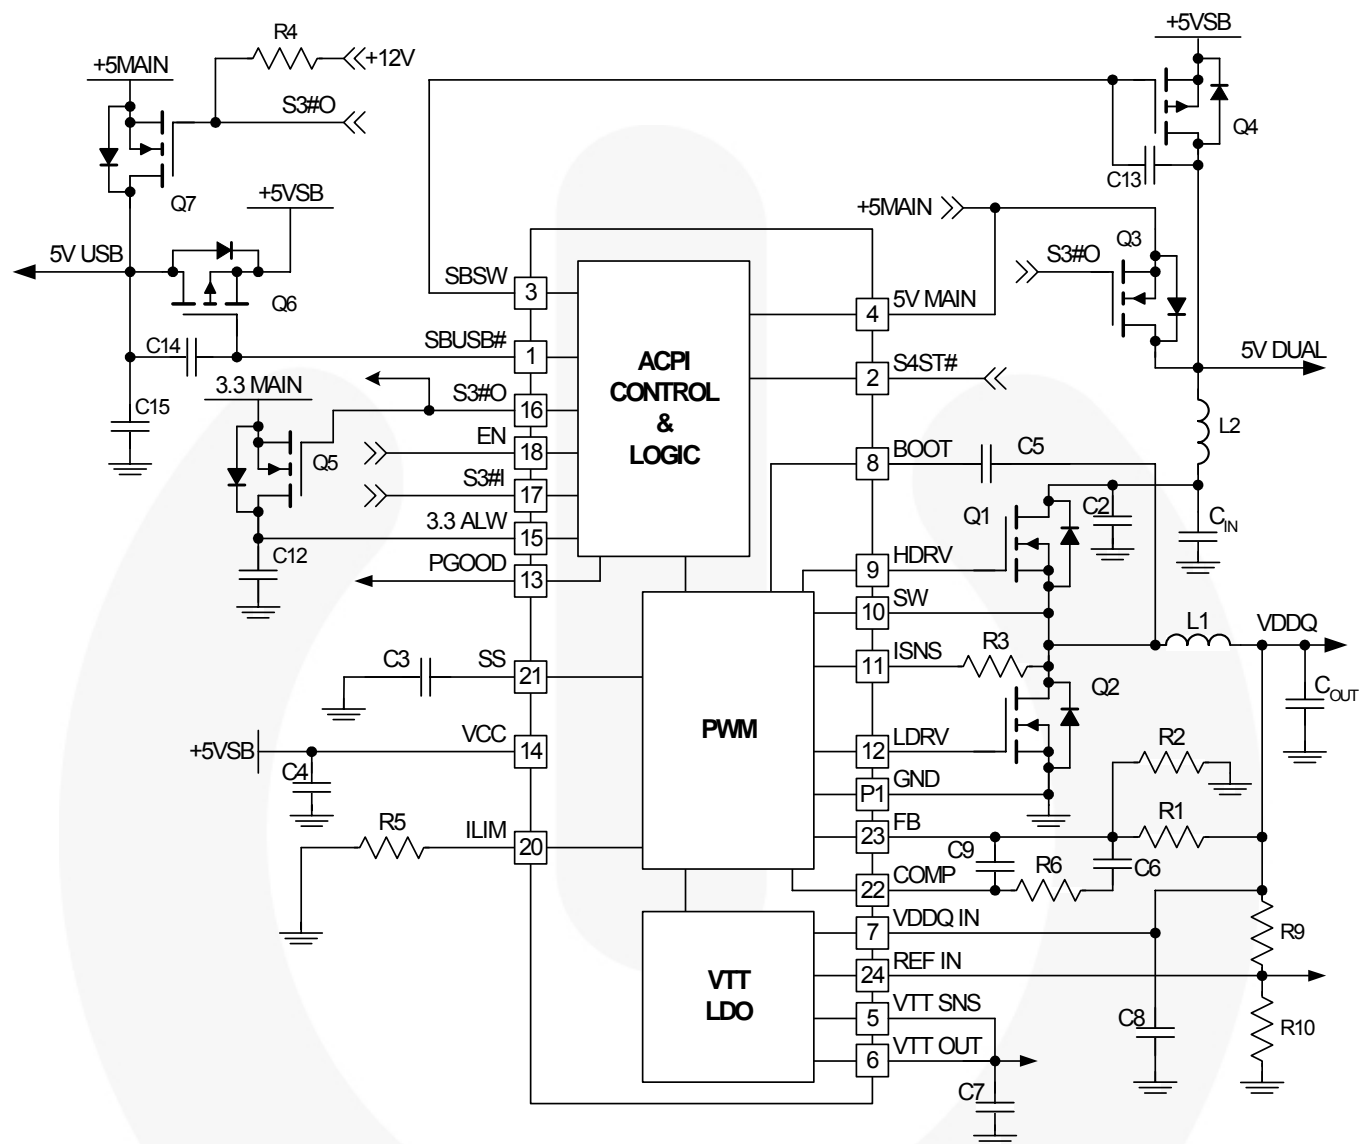 R4
+12V
+5VSB
+5MAIN
S3#O
Q4
C13
Q7
+5VSB
+5MAIN
Q3
5V USB
S3#O
SBSW
3
Q6
4
5V MAIN
C14
SBUSB#
1
ACPI
CONTROL
&
LOGIC
2
S4ST#
5V DUAL
3.3 MAIN
C15
S3#O
16
L2
Q5
EN
18
8
BOOT
C5
S3#I
17
Q1
C2
CIN
3.3 ALW
15
C12
PGOOD
13
9
HDRV
10
SW
L1
VDDQ
C3
SS
21
11
ISNS
R3
Q2
COUT
PWM
+5VSB
VCC
14
12
LDRV
R2
C4
P1
GND
R5
ILIM
20
23
FB
R1
C9
R6
C6
22
COMP
7
VDDQ IN
R9
VTT
LDO
24
REF IN
5
VTT SNS
C8
R10
6
VTT OUT
C7